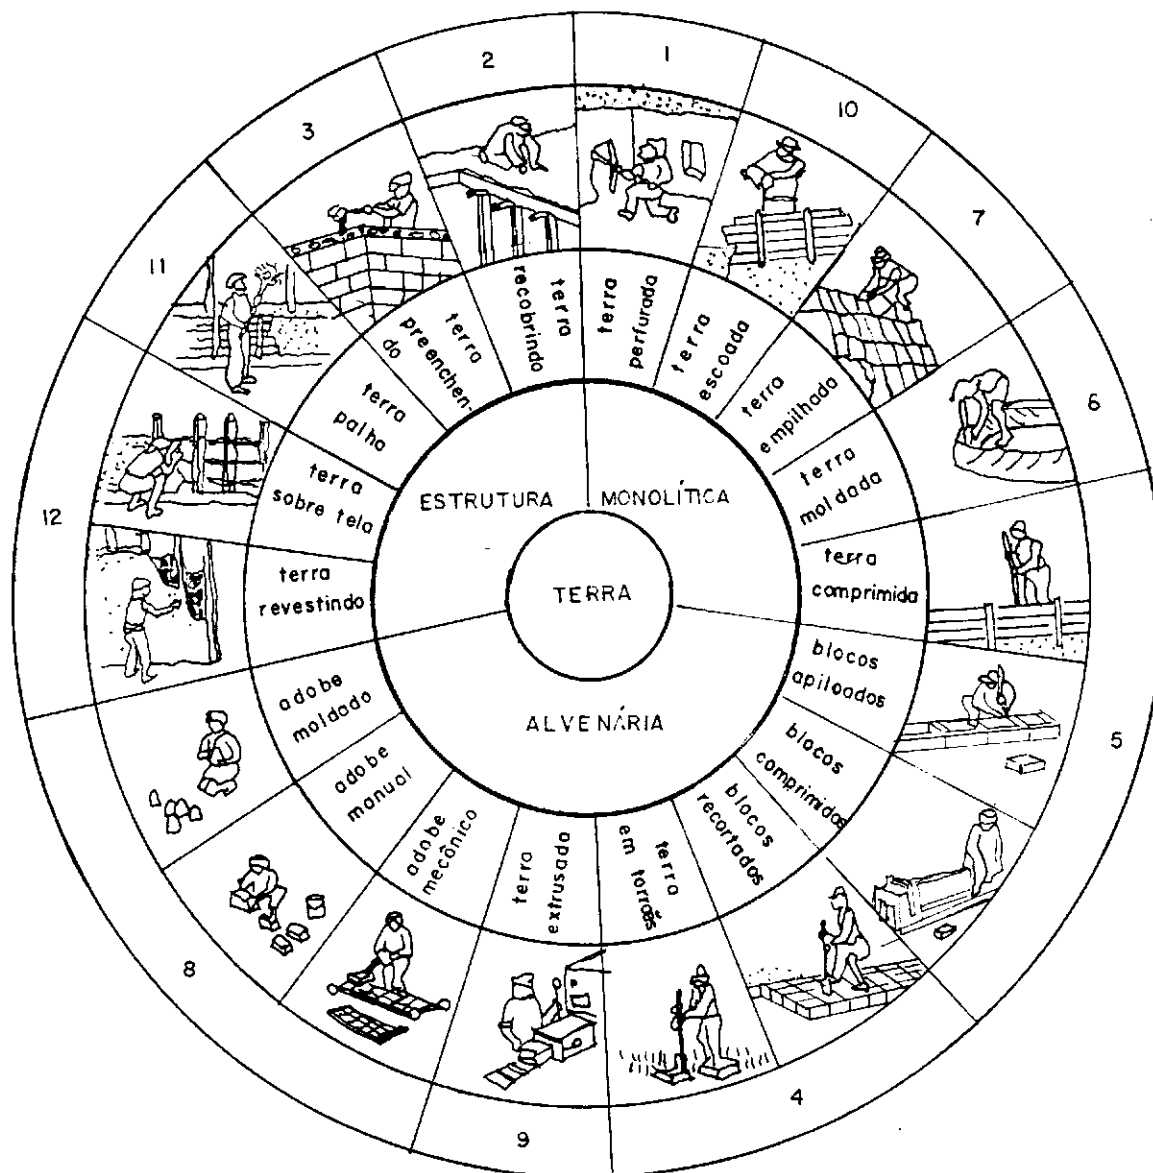 1
10
7
6
5
4
9
8
12
11
3
2
terra
perfurada
terra
escoada
terra
empilhada
terra
moldada
terra
comprimida
blocos
apiloados
blocos
comprimidos
blocos
recortados
terra
em torroẽs
terra
extrusada
adobe
mecônico
adobe
manual
adobe
moldado
terra
revestindo
terra
sobre tela
terra
palha
terra
preenchen-
do
terra
recobrindo
ESTRUTURA
MONOLÍTICA
TERRA
ALVENÁRIA